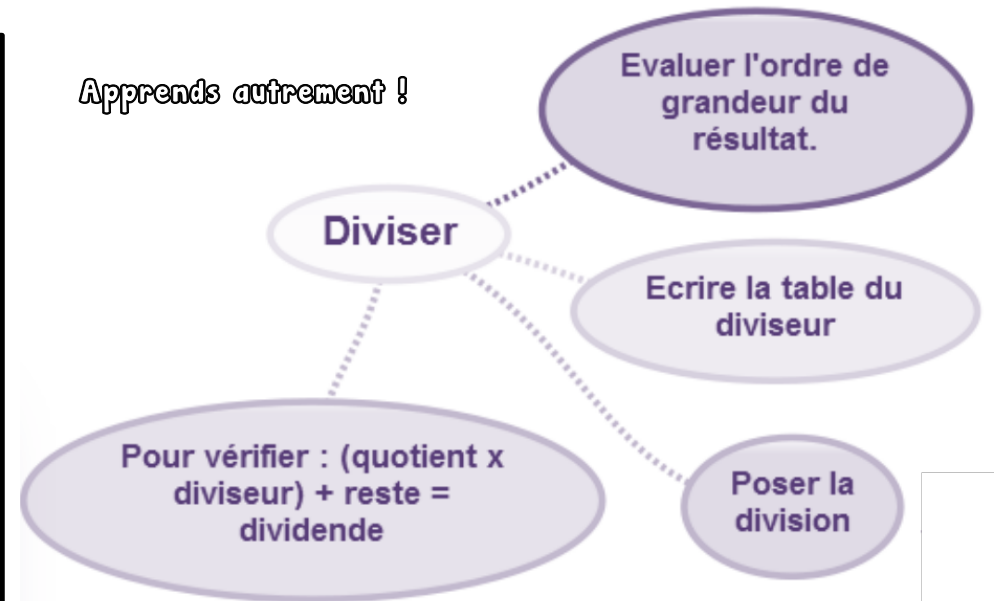 Apprends autrement !
Evaluer l'ordre de
grandeur du
résultat.
Diviser
Ecrire la table du
diviseur
Pour vérifier : (quotient x
diviseur) + reste =
dividende
Poser la
division